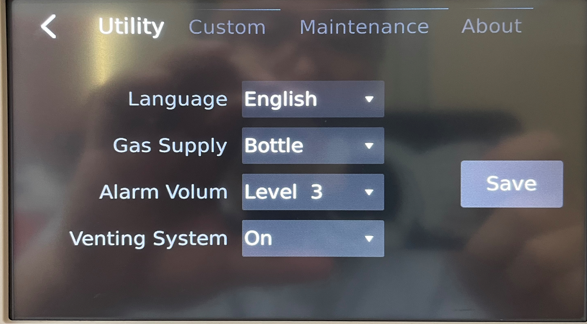 Utility Custom Maintenance About
Language English
Gas Supply Bottle
Alarm Volum Level 3
Save
Venting System On